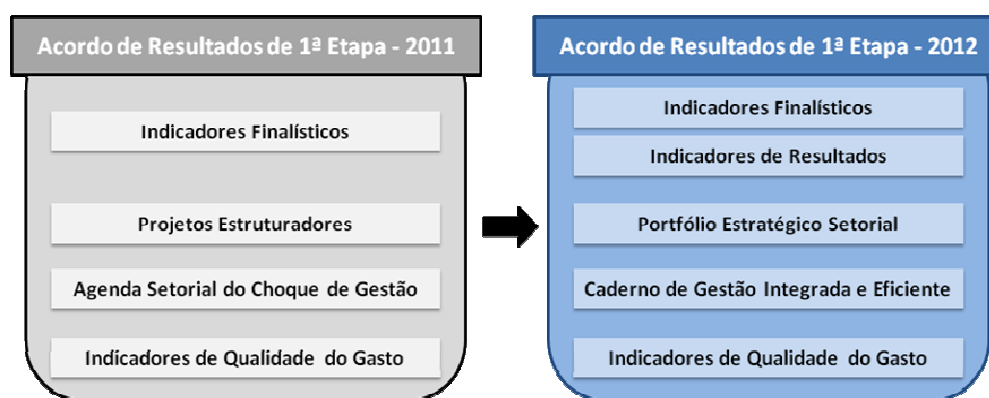 Acordo de Resultados de 1ª Etapa - 2011
Indicadores Finalísticos
Projetos Estruturadores
Agenda Setorial do Choque de Gestão
Indicadores de Qualidade do Gasto
Acordo de Resultados de 1ª Etapa - 2012
Indicadores Finalísticos
Indicadores de Resultados
Portfólio Estratégico Setorial
Caderno de Gestão Integrada e Eficiente
Indicadores de Qualidade do Gasto